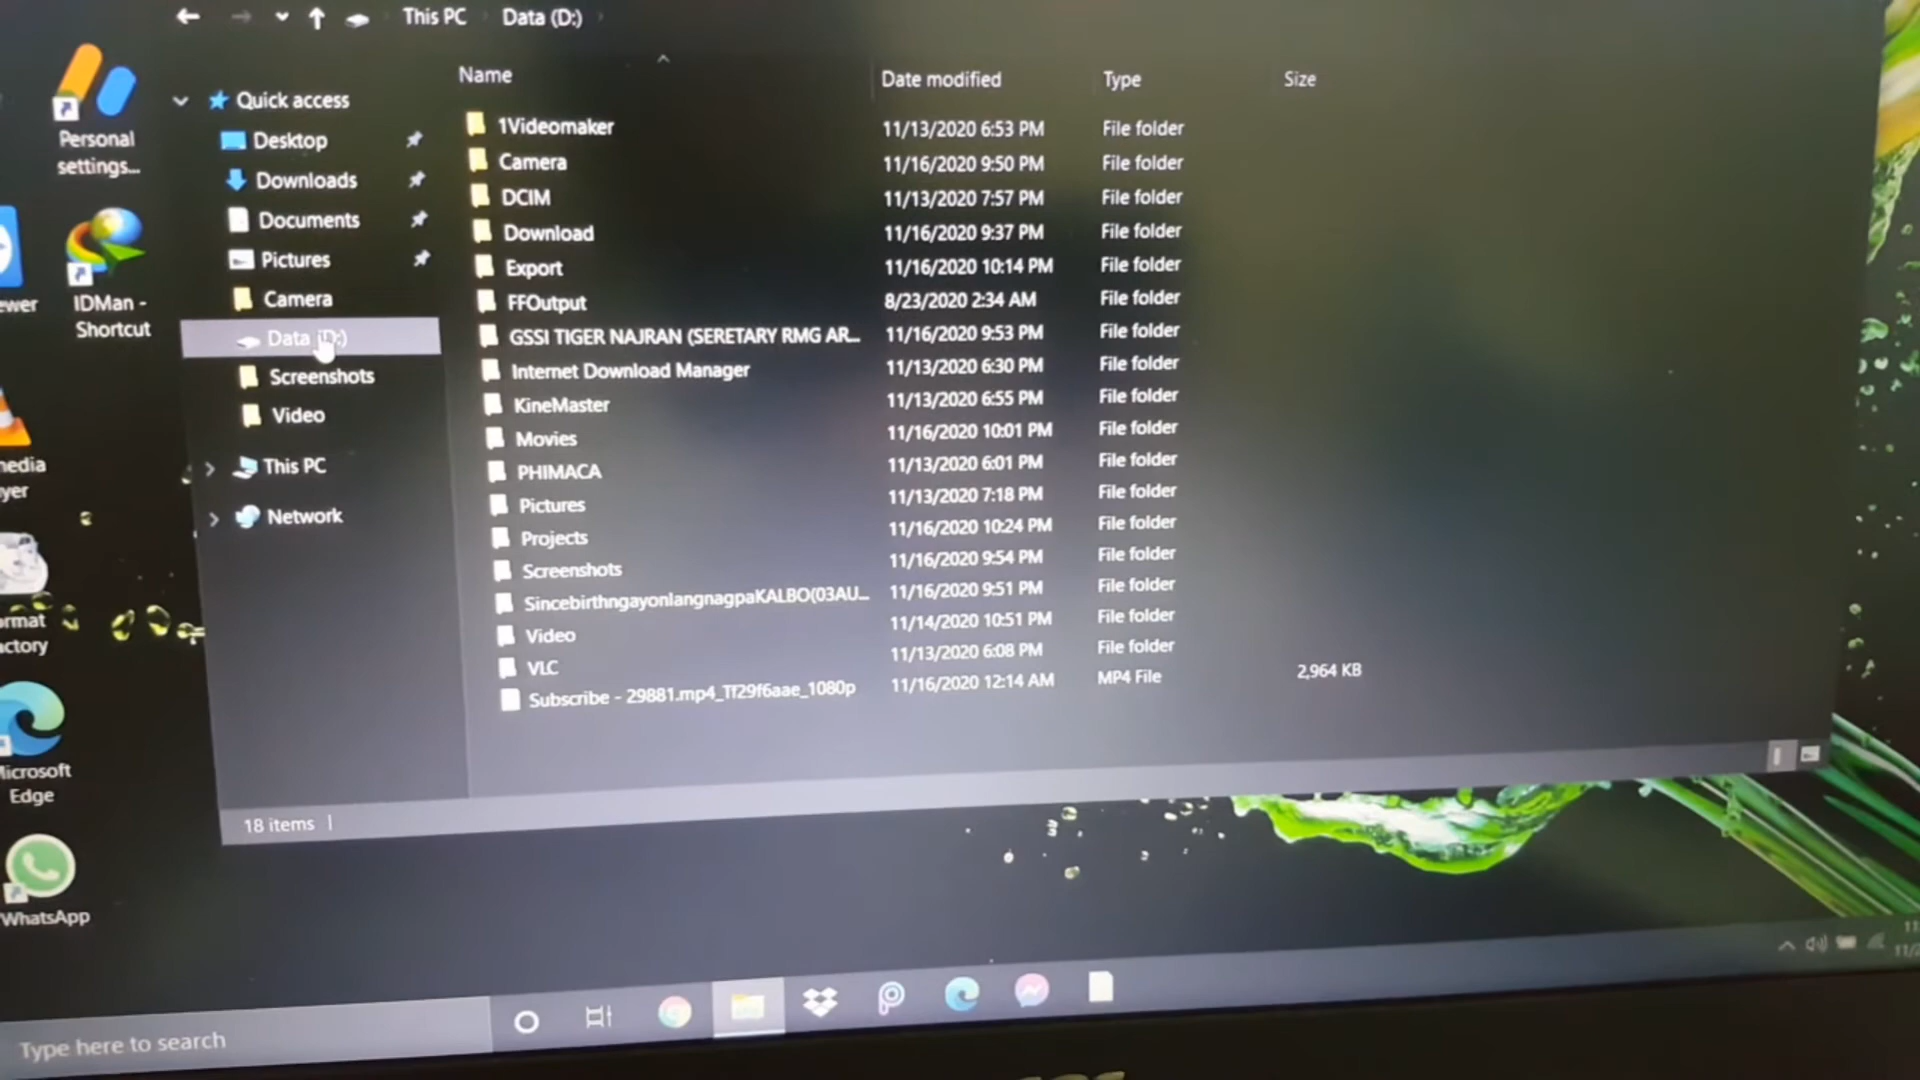 This PC
Data (D:)
Personal
settings...
IDMan -
Shortcut
Microsoft
Edge
WhatsApp
Quick access
Desktop
Downloads
Documents
Pictures
Camera
Data (D:)
Screenshots
Video
This PC
Network
Name Date modified Type Size
1Videomaker 11/13/2020 6:53 PM File folder
Camera 11/16/2020 9:50 PM File folder
DCIM 11/13/2020 7:57 PM File folder
Download 11/16/2020 9:37 PM File folder
Export 11/16/2020 10:14 PM File folder
FFOutput 8/23/2020 2:34 AM File folder
GSSI TIGER NAJRAN (SERETARY RMG AR... 11/16/2020 9:53 PM File folder
Internet Download Manager 11/13/2020 6:30 PM File folder
KineMaster 11/13/2020 6:55 PM File folder
Movies 11/16/2020 10:01 PM File folder
PHIMACA 11/13/2020 6:01 PM File folder
Pictures 11/13/2020 7:18 PM File folder
Projects 11/16/2020 10:24 PM File folder
Screenshots 11/16/2020 9:54 PM File folder
SincebirthngayonlangnagpaKALBO(03AU... 11/16/2020 9:51 PM File folder
Video 11/14/2020 10:51 PM File folder
VLC 11/13/2020 6:08 PM File folder
Subscribe - 29881.mp4_Tf29f6aae_1080p 11/16/2020 12:14 AM MP4 File 2,964 KB
18 items
Type here to search